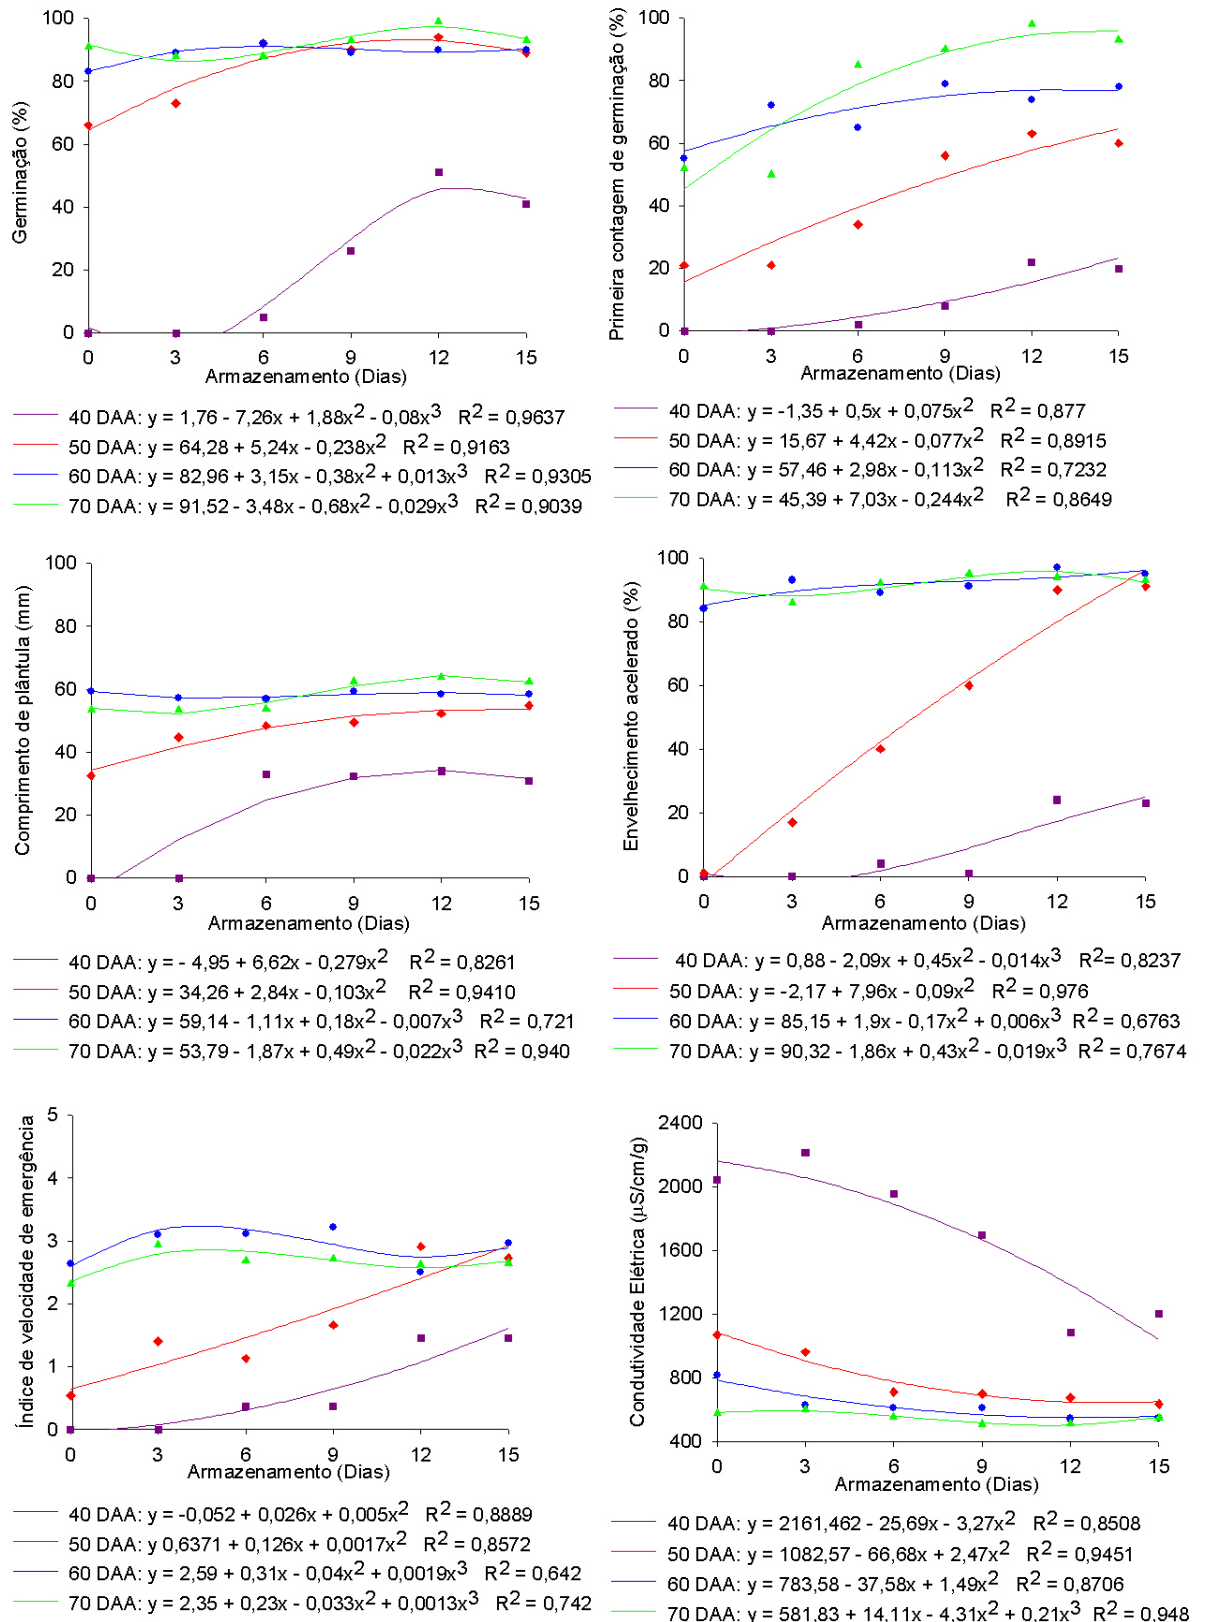 Germinação (%)
100
80
60
40
20
0
0 3 6 9 12 15
Armazenamento (Dias)
40 DAA: y = 1,76 - 7,26x + 1,88x² - 0,08x³ R² = 0,9637
50 DAA: y = 64,28 + 5,24x - 0,238x² R² = 0,9163
60 DAA: y = 82,96 + 3,15x - 0,38x² + 0,013x³ R² = 0,9305
70 DAA: y = 91,52 - 3,48x - 0,68x² - 0,029x³ R² = 0,9039
Primeira contagem de germinação (%)
100
80
60
40
20
0
0 3 6 9 12 15
Armazenamento (Dias)
40 DAA: y = -1,35 + 0,5x + 0,075x² R² = 0,877
50 DAA: y = 15,67 + 4,42x - 0,077x² R² = 0,8915
60 DAA: y = 57,46 + 2,98x - 0,113x² R² = 0,7232
70 DAA: y = 45,39 + 7,03x - 0,244x² R² = 0,8649
Comprimento de plântula (mm)
100
80
60
40
20
0
0 3 6 9 12 15
Armazenamento (Dias)
40 DAA: y = - 4,95 + 6,62x - 0,279x² R² = 0,8261
50 DAA: y = 34,26 + 2,84x - 0,103x² R² = 0,9410
60 DAA: y = 59,14 - 1,11x + 0,18x² - 0,007x³ R² = 0,721
70 DAA: y = 53,79 - 1,87x + 0,49x² - 0,022x³ R² = 0,940
Envelhecimento acelerado (%)
100
80
60
40
20
0
0 3 6 9 12 15
Armazenamento (Dias)
40 DAA: y = 0,88 - 2,09x + 0,45x² - 0,014x³ R²= 0,8237
50 DAA: y = -2,17 + 7,96x - 0,09x² R² = 0,976
60 DAA: y = 85,15 + 1,9x - 0,17x² + 0,006x³ R² = 0,6763
70 DAA: y = 90,32 - 1,86x + 0,43x² - 0,019x³ R² = 0,7674
Índice de velocidade de emergência
5
4
3
2
1
0
0 3 6 9 12 15
Armazenamento (Dias)
40 DAA: y = -0,052 + 0,026x + 0,005x² R² = 0,8889
50 DAA: y 0,6371 + 0,126x + 0,0017x² R² = 0,8572
60 DAA: y = 2,59 + 0,31x - 0,04x² + 0,0019x³ R² = 0,642
70 DAA: y = 2,35 + 0,23x - 0,033x² + 0,0013x³ R² = 0,742
Condutividade Elétrica (µS/cm/g)
2400
2000
1600
1200
800
400
0 3 6 9 12 15
Armazenamento (Dias)
40 DAA: y = 2161,462 - 25,69x - 3,27x² R² = 0,8508
50 DAA: y = 1082,57 - 66,68x + 2,47x² R² = 0,9451
60 DAA: y = 783,58 - 37,58x + 1,49x² R² = 0,8706
70 DAA: y = 581,83 + 14,11x - 4,31x² + 0,21x³ R² = 0,948